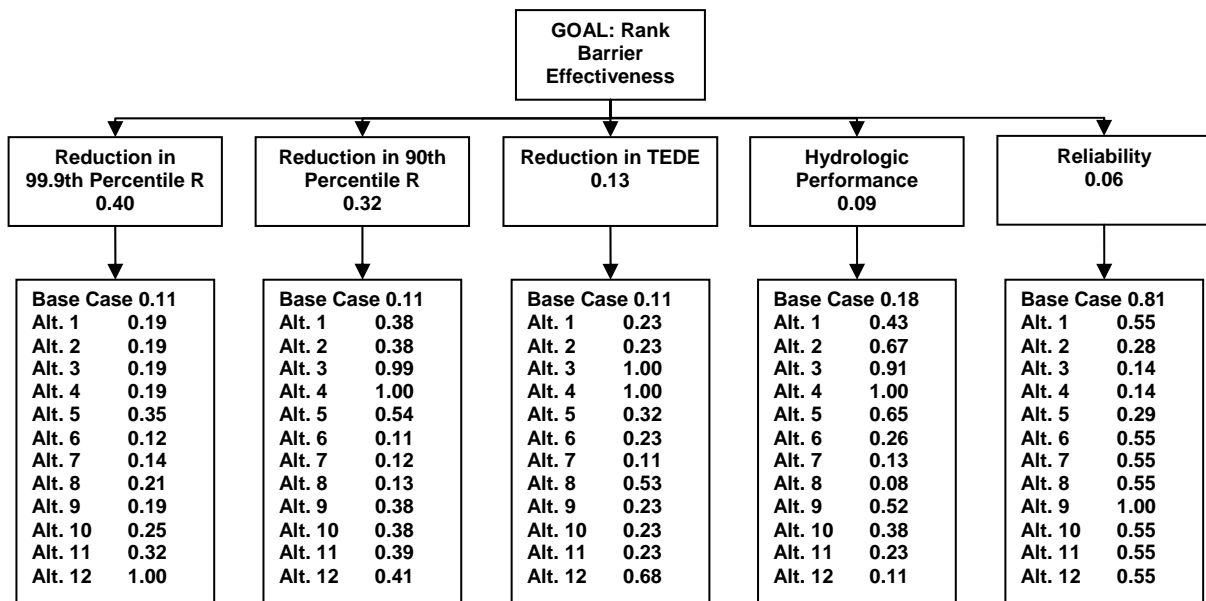 GOAL: Rank
Barrier
Effectiveness
Reduction in
99.9th Percentile R
0.40
Reduction in 90th
Percentile R
0.32
Reduction in TEDE
0.13
Hydrologic
Performance
0.09
Reliability
0.06
Base Case 0.11
Alt. 1 0.19
Alt. 2 0.19
Alt. 3 0.19
Alt. 4 0.19
Alt. 5 0.35
Alt. 6 0.12
Alt. 7 0.14
Alt. 8 0.21
Alt. 9 0.19
Alt. 10 0.25
Alt. 11 0.32
Alt. 12 1.00
Base Case 0.11
Alt. 1 0.38
Alt. 2 0.38
Alt. 3 0.99
Alt. 4 1.00
Alt. 5 0.54
Alt. 6 0.11
Alt. 7 0.12
Alt. 8 0.13
Alt. 9 0.38
Alt. 10 0.38
Alt. 11 0.39
Alt. 12 0.41
Base Case 0.11
Alt. 1 0.23
Alt. 2 0.23
Alt. 3 1.00
Alt. 4 1.00
Alt. 5 0.32
Alt. 6 0.23
Alt. 7 0.11
Alt. 8 0.53
Alt. 9 0.23
Alt. 10 0.23
Alt. 11 0.23
Alt. 12 0.68
Base Case 0.18
Alt. 1 0.43
Alt. 2 0.67
Alt. 3 0.91
Alt. 4 1.00
Alt. 5 0.65
Alt. 6 0.26
Alt. 7 0.13
Alt. 8 0.08
Alt. 9 0.52
Alt. 10 0.38
Alt. 11 0.23
Alt. 12 0.11
Base Case 0.81
Alt. 1 0.55
Alt. 2 0.28
Alt. 3 0.14
Alt. 4 0.14
Alt. 5 0.29
Alt. 6 0.55
Alt. 7 0.55
Alt. 8 0.55
Alt. 9 1.00
Alt. 10 0.55
Alt. 11 0.55
Alt. 12 0.55